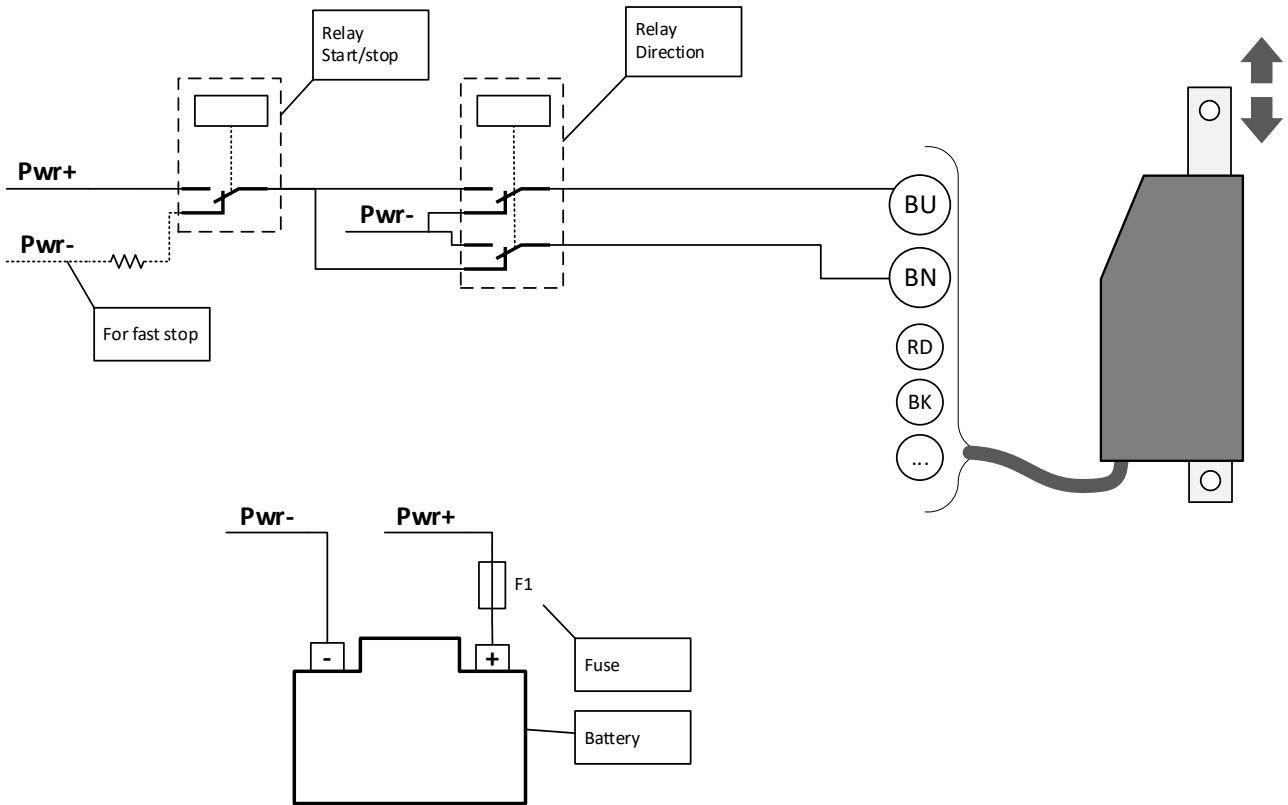 Relay
Start/stop
Relay
Direction
Pwr+
Pwr-
Pwr-
For fast stop
BU
BN
RD
BK
...
Pwr-
Pwr+
F1
-
+
Fuse
Battery